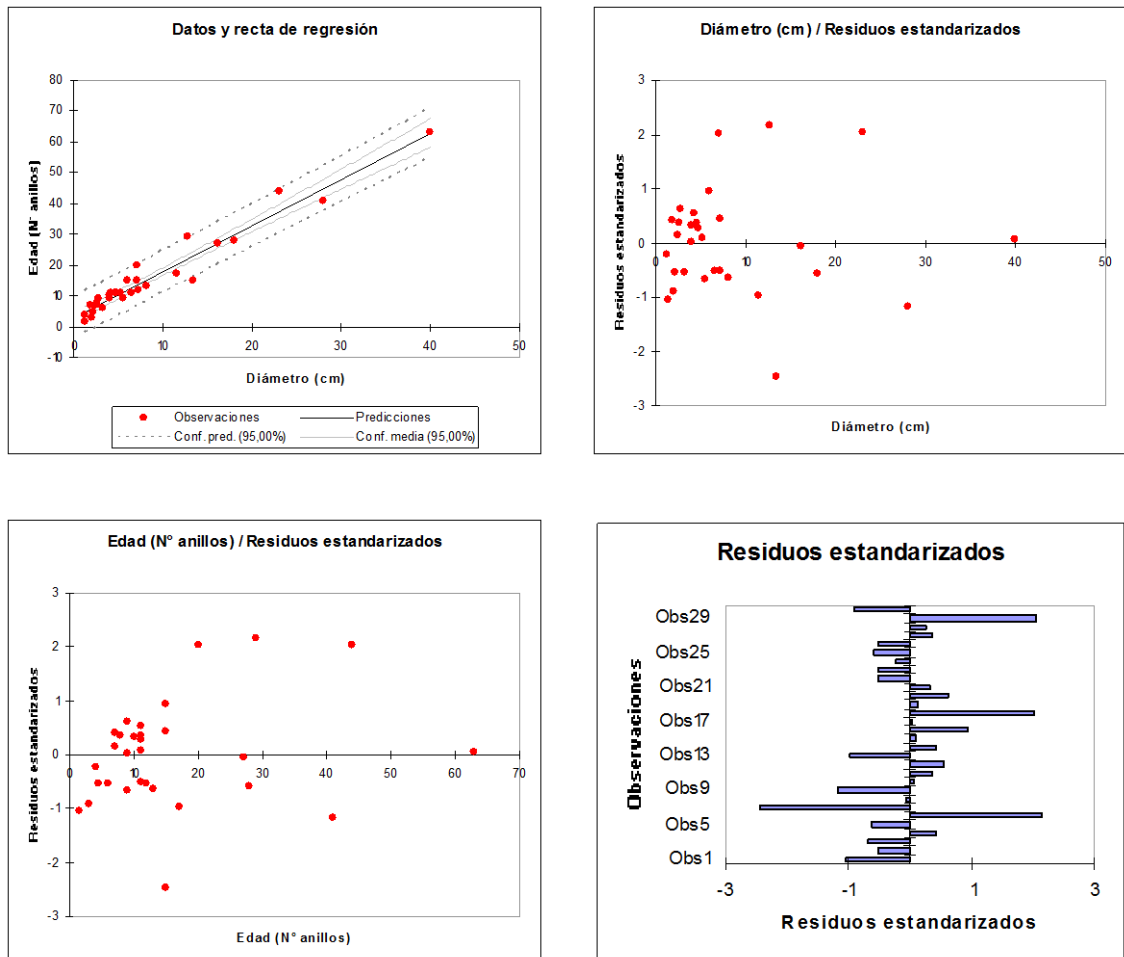 Datos y recta de regresión
80
70
60
50
40
30
20
10
0
-10
0
10
20
30
40
50
Edad (N° anillos)
Diámetro (cm)
Observaciones
Predicciones
Conf. pred. (95,00%)
Conf. media (95,00%)
Diámetro (cm) / Residuos estandarizados
3
2
1
0
-1
-2
-3
0
10
20
30
40
50
Residuos estandarizados
Diámetro (cm)
Edad (N° anillos) / Residuos estandarizados
3
2
1
0
-1
-2
-3
0
10
20
30
40
50
60
70
Residuos estandarizados
Edad (N° anillos)
Residuos estandarizados
Obs29
Obs25
Obs21
Obs17
Obs13
Obs9
Obs5
Obs1
Observaciones
-3
-1
1
3
Residuos estandarizados